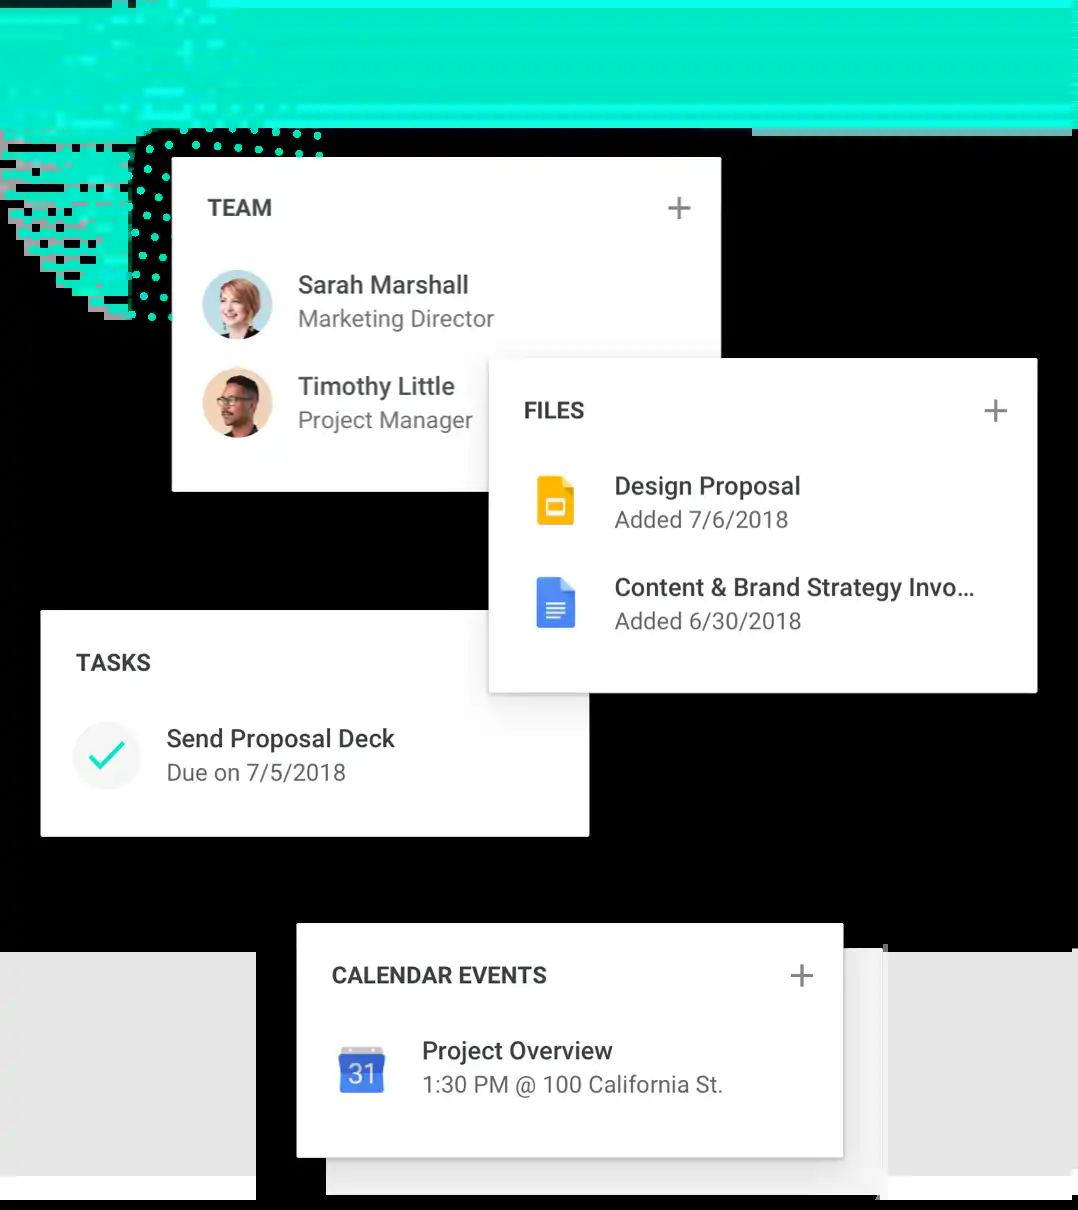 TEAM
Sarah Marshall
Marketing Director
Timothy Little
Project Manager
FILES
Design Proposal
Added 7/6/2018
Content & Brand Strategy Invo...
Added 6/30/2018
TASKS
Send Proposal Deck
Due on 7/5/2018
CALENDAR EVENTS
31
Project Overview
1:30 PM @ 100 California St.